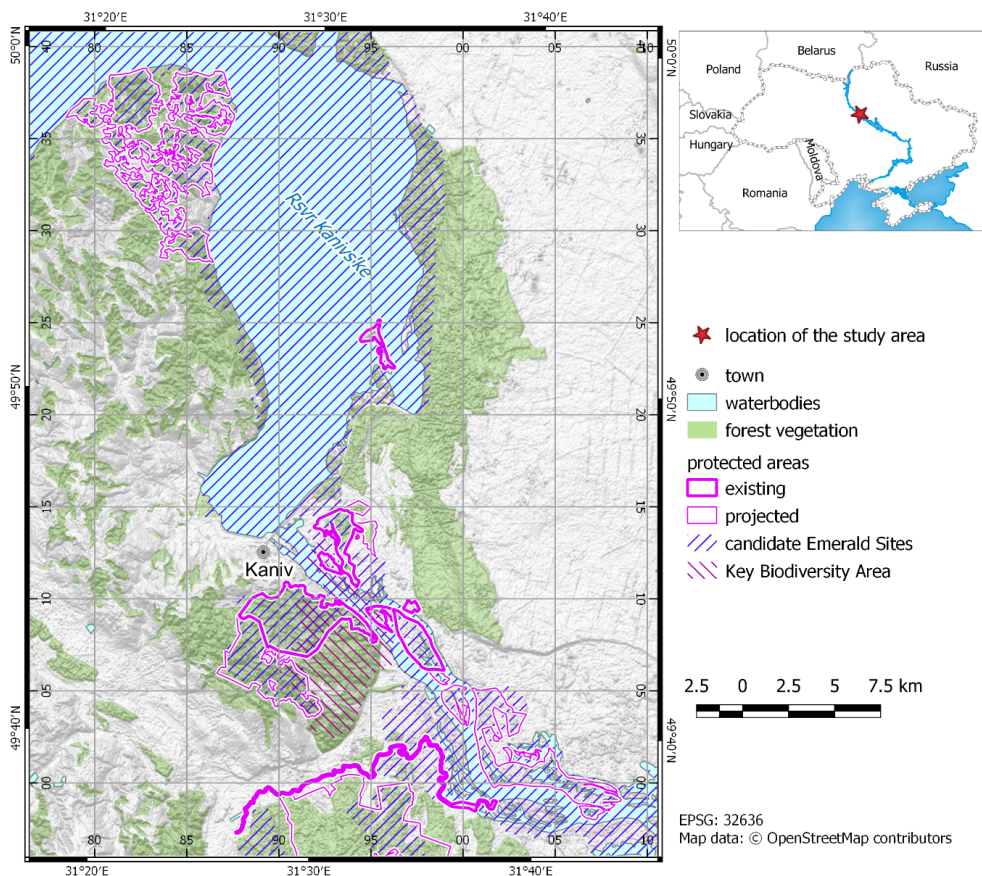 31°20'E
31°30'E
31°40'E
80
85
90
95
00
05
50°0'N
40
35
30
25
49°50'N
20
15
10
05
49°40'N
00
50°0'N
40
35
30
25
49°50'N
20
15
10
05
49°40'N
00
Rsvr Kanivs'ke
Kaniv
80
85
90
95
00
05
10
31°20'E
31°30'E
31°40'E
Belarus
Poland
Russia
Slovakia
Hungary
Moldova
Romania
location of the study area
town
waterbodies
forest vegetation
protected areas
existing
projected
candidate Emerald Sites
Key Biodiversity Area
2.5 0 2.5 5 7.5 km
EPSG: 32636
Map data: © OpenStreetMap contributors